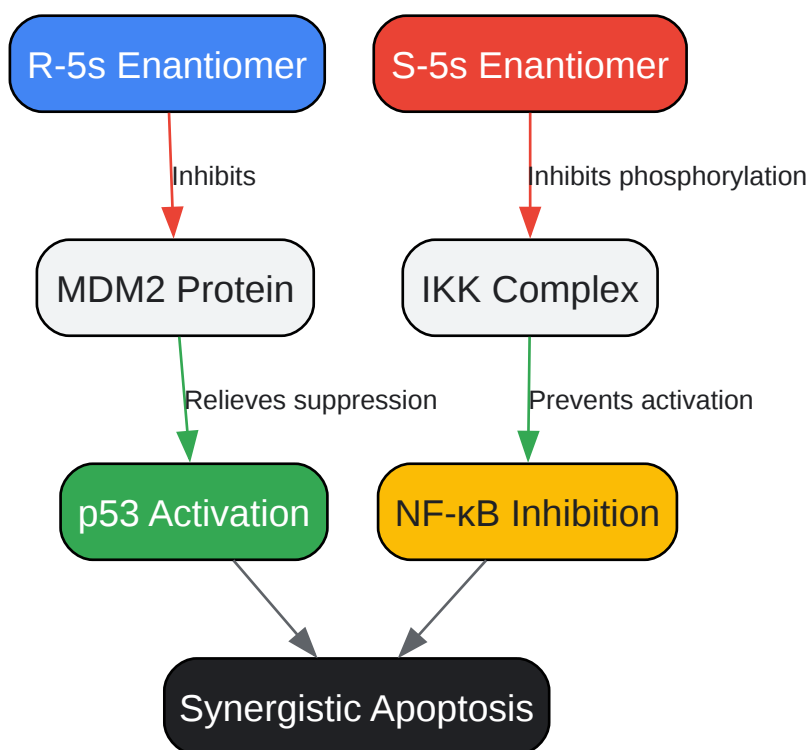 R-5s Enantiomer
S-5s Enantiomer
Inhibits
Inhibits phosphorylation
MDM2 Protein
IKK Complex
Relieves suppression
Prevents activation
p53 Activation
NF-κB Inhibition
Synergistic Apoptosis